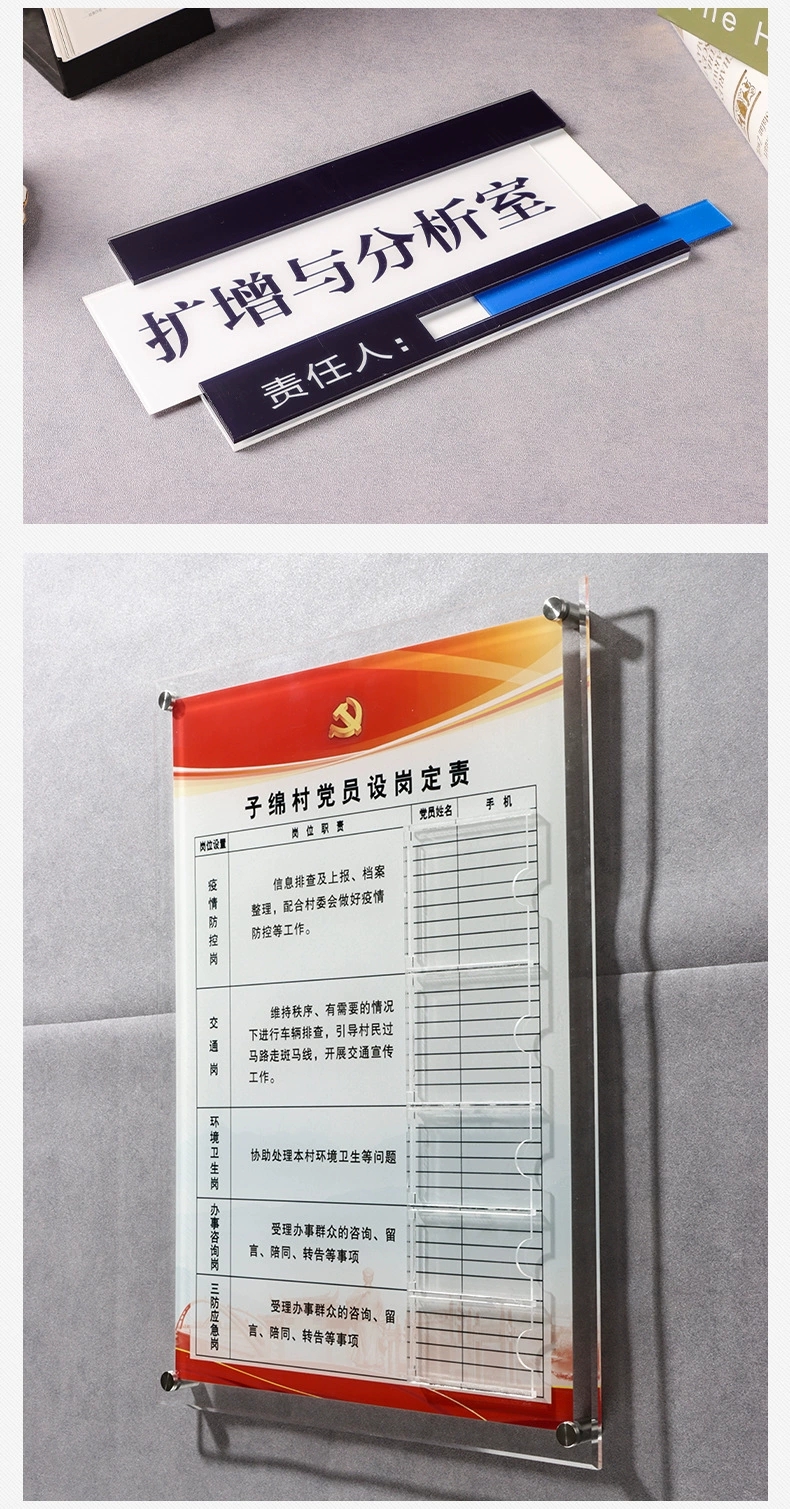 The H
扩增与分析室
责任人：
子绵村党员设岗定责
岗位设置 岗位职责 党员姓名 手机
疫情防控岗
信息排查及上报、档案
整理，配合村委会做好疫情
防控等工作。
交通岗
维持秩序、有需要的情况
下进行车辆排查，引导村民过
马路走斑马线，开展交通宣传
工作。
环境卫生岗
协助处理本村环境卫生等问题
办事咨询岗
受理办事群众的咨询、留
言、陪同、转告等事项
三防应急岗
受理办事群众的咨询、留
言、陪同、转告等事项